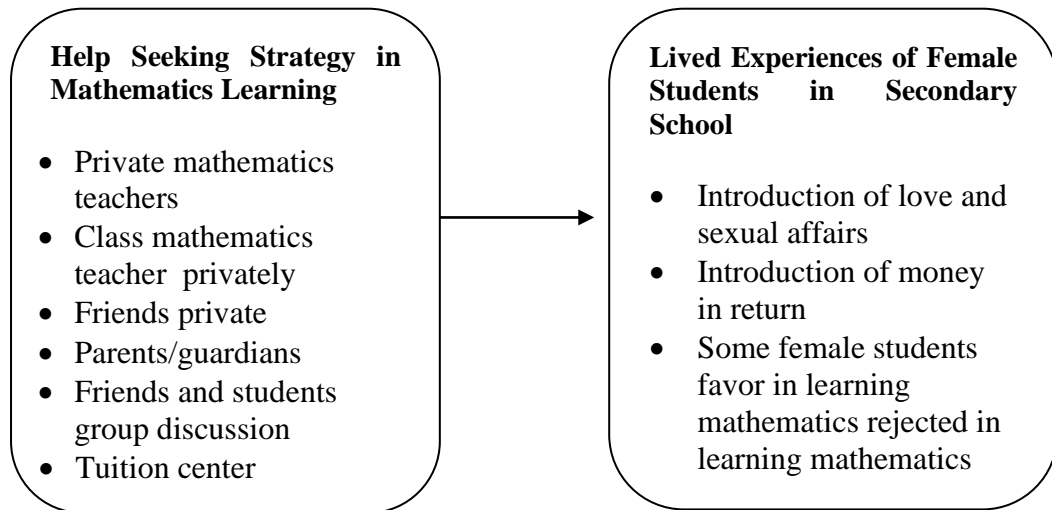 Help Seeking Strategy in
Mathematics Learning
• Private mathematics
teachers
• Class mathematics
teacher privately
• Friends private
• Parents/guardians
• Friends and students
group discussion
• Tuition center
Lived Experiences of Female
Students in Secondary
School
• Introduction of love and
sexual affairs
• Introduction of money
in return
• Some female students
favor in learning
mathematics rejected in
learning mathematics